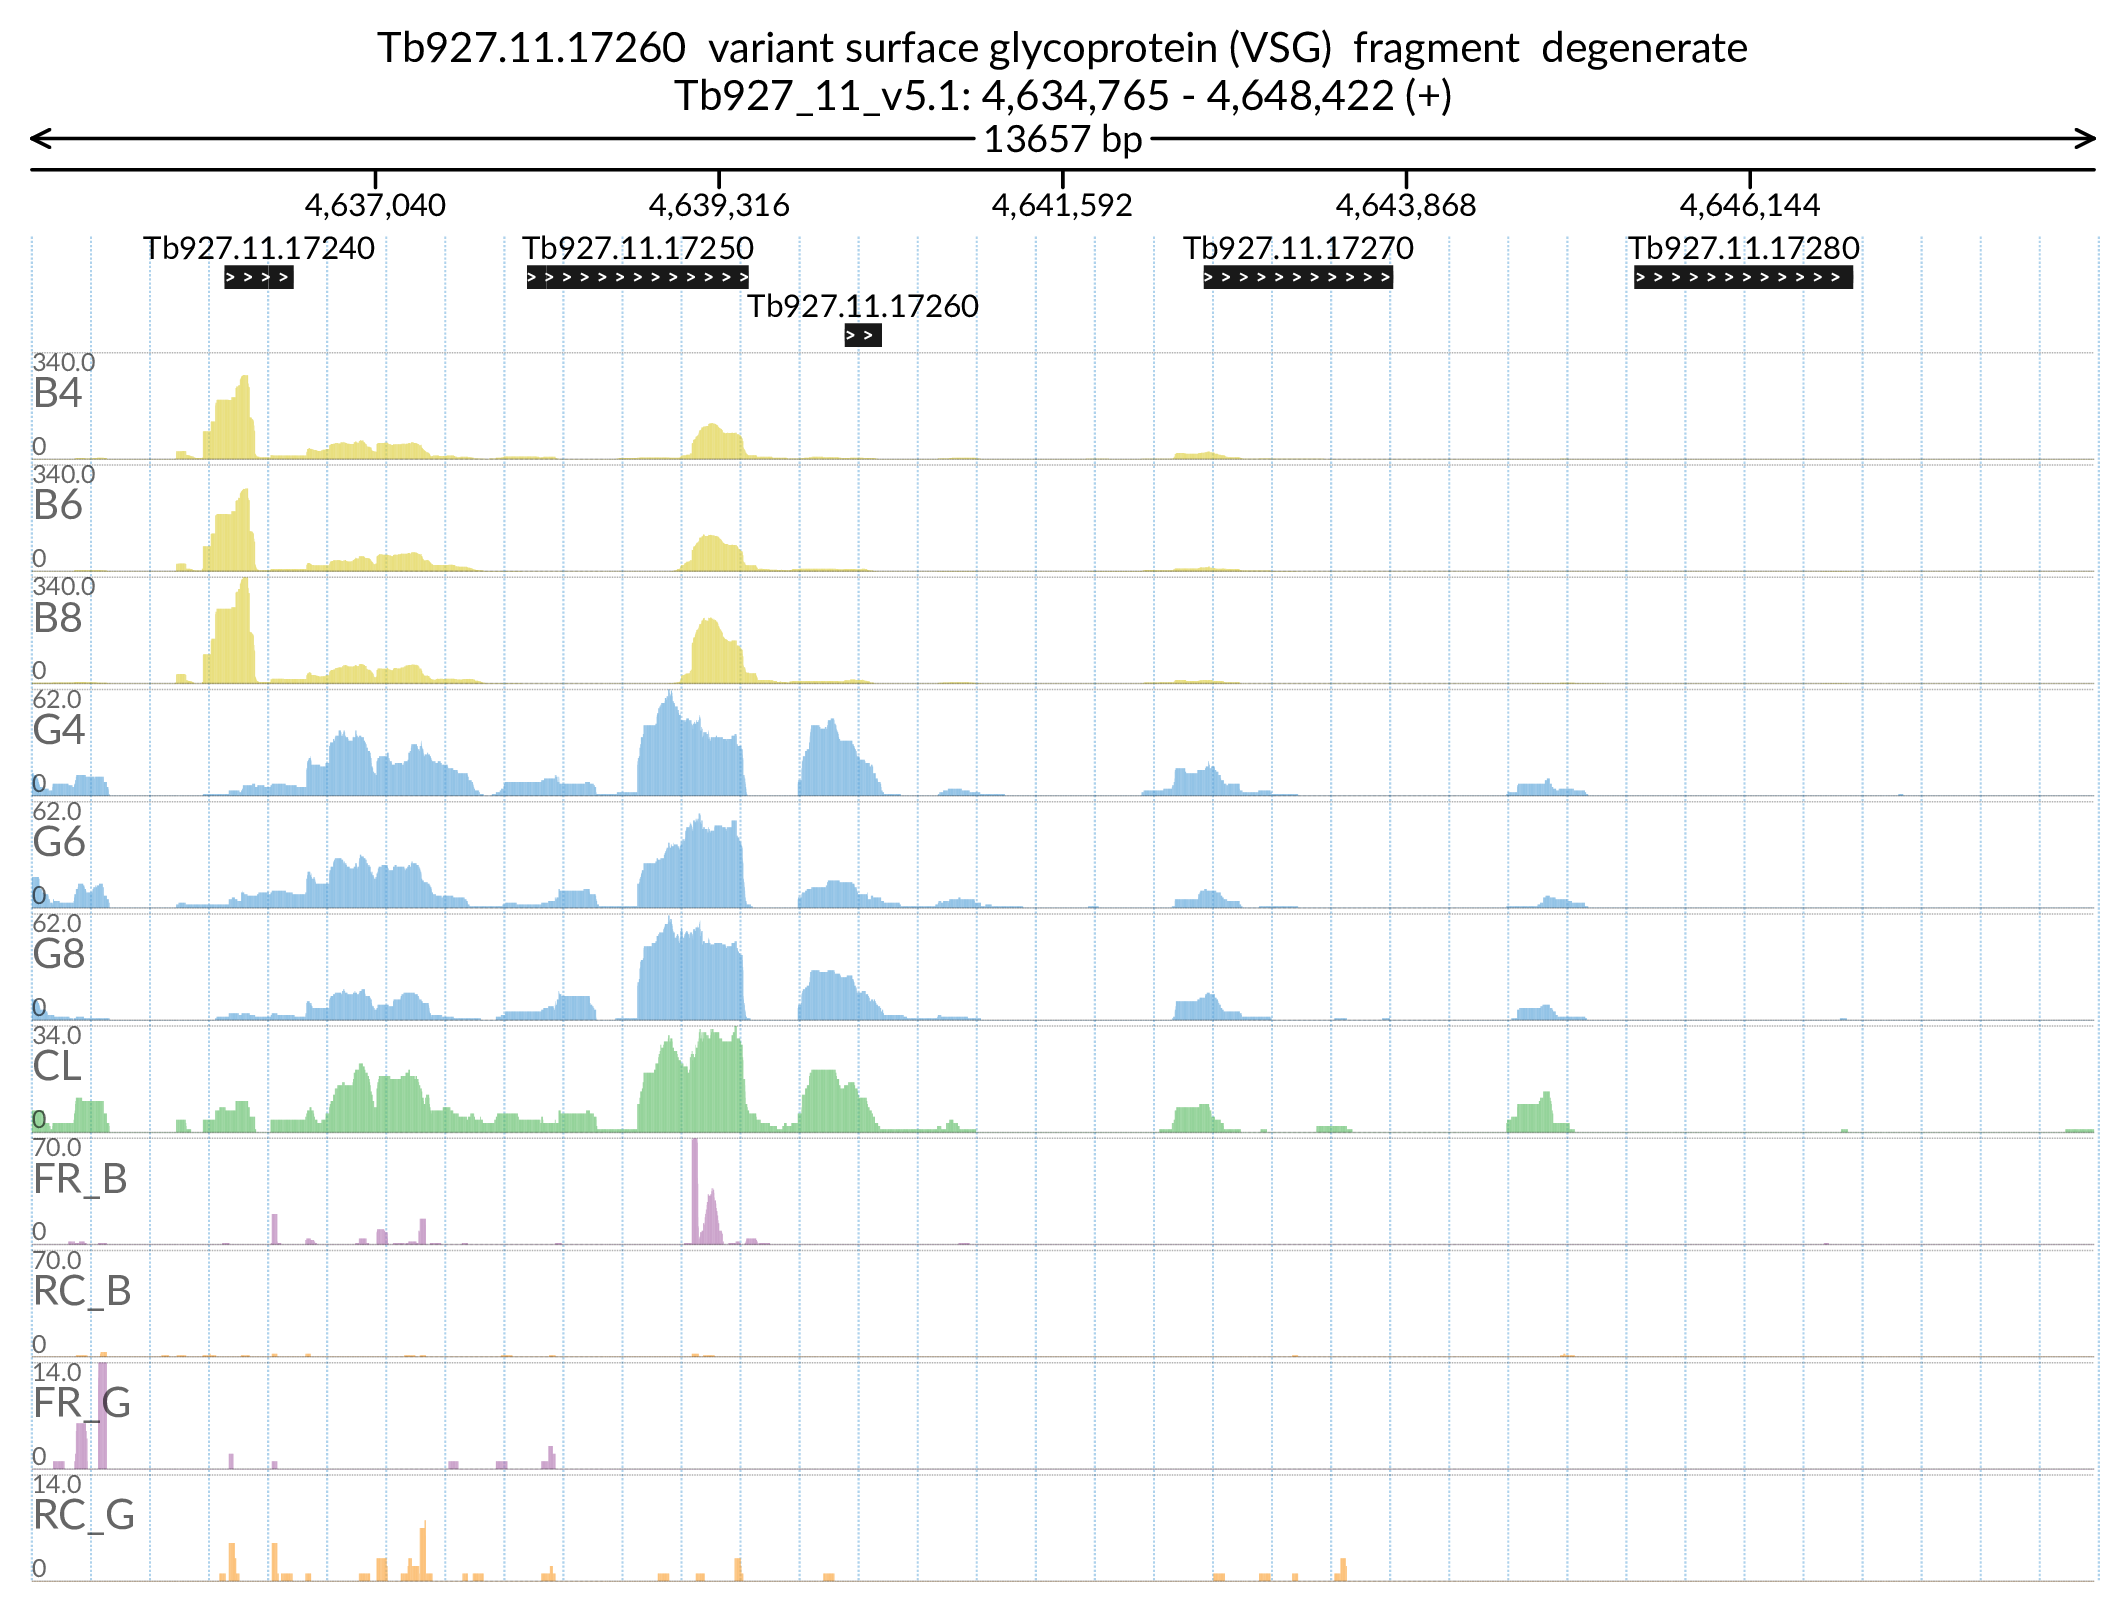 Tb927.11.17260 variant surface glycoprotein (VSG) fragment degenerate
Tb927_11_v5.1: 4,634,765 - 4,648,422 (+)
13657 bp
4,637,040 4,639,316 4,641,592 4,643,868 4,646,144
Tb927.11.17240 Tb927.11.17250 Tb927.11.17270 Tb927.11.17280
Tb927.11.17260
340.0
B4
0
340.0
B6
0
340.0
B8
0
62.0
G4
0
62.0
G6
0
62.0
G8
0
34.0
CL
0
70.0
FR_B
0
70.0
RC_B
0
14.0
FR_G
0
14.0
RC_G
0